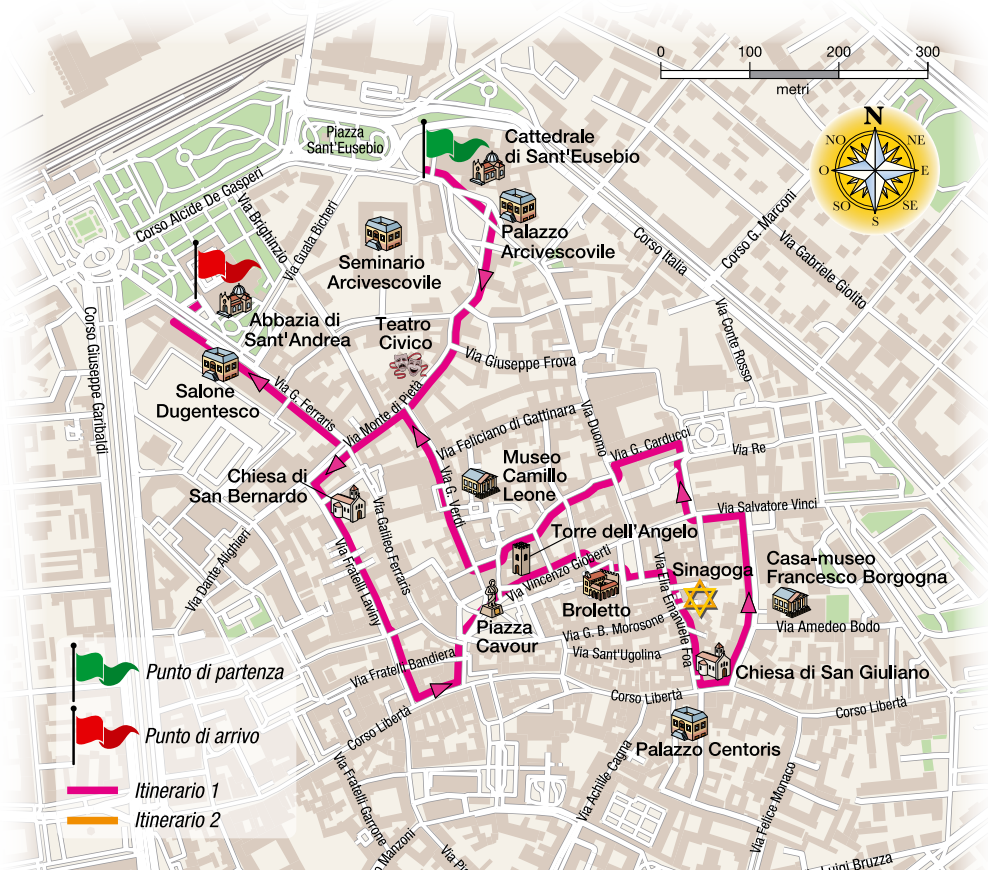 0 100 200 300
metri
N
NO NE
O E
SO SE
S
Piazza
Sant'Eusebio
Cattedrale
di Sant'Eusebio
Corso Alcide De Gasperi
Via Brighinzio
Via Guala Bicheri
Seminario
Arcivescovile
Palazzo
Arcivescovile
Corso Italia
Corso G. Marconi
Via Gabriele Giolito
Corso Giuseppe Garibaldi
Abbazia di
Sant'Andrea
Teatro
Civico
Via Giuseppe Frova
Via Conte Rosso
Salone
Dugentesco
Via G. Ferraris
Via Monte di Pietà
Via Feliciano di Gattinara
Via Duomo
Via G. Carducci
Via Re
Chiesa di
San Bernardo
Via G. Verdi
Museo
Camillo
Leone
Via Salvatore Vinci
Via Galileo Ferraris
Via Dante Alighieri
Via Fratelli Laviny
Torre dell'Angelo
Via Vincenzo Gioberti
Via Elia Emanuele Foa
Sinagoga
Casa-museo
Francesco Borgogna
Broletto
Piazza
Cavour
Via G. B. Morosone
Via Amedeo Bodo
Via Sant'Ugolina
Via Fratelli Bandiera
Chiesa di San Giuliano
Corso Libertà
Corso Libertà
Corso Libertà
Palazzo Centoris
Via Fratelli Garrone
Via Achille Cagna
Via Felice Monaco
Manzoni
Luigi Bruzza
Punto di partenza
Punto di arrivo
Itinerario 1
Itinerario 2